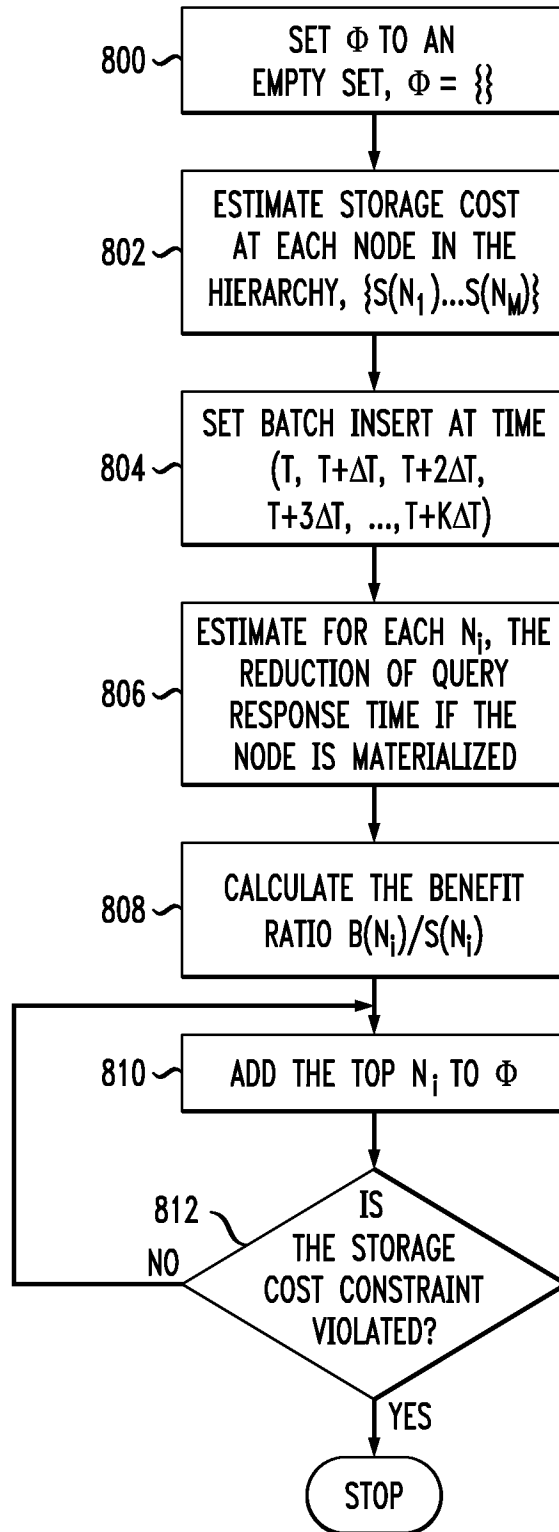 800
SET Φ TO AN
EMPTY SET, Φ = {}
802
ESTIMATE STORAGE COST
AT EACH NODE IN THE
HIERARCHY, {S(N₁)...S(N_M)}
804
SET BATCH INSERT AT TIME
(T, T+ΔT, T+2ΔT,
T+3ΔT, ...,T+KΔT)
806
ESTIMATE FOR EACH Nᵢ, THE
REDUCTION OF QUERY
RESPONSE TIME IF THE
NODE IS MATERIALIZED
808
CALCULATE THE BENEFIT
RATIO B(Nᵢ)/S(Nᵢ)
810
ADD THE TOP Nᵢ TO Φ
812
IS
THE STORAGE
COST CONSTRAINT
VIOLATED?
NO
YES
STOP